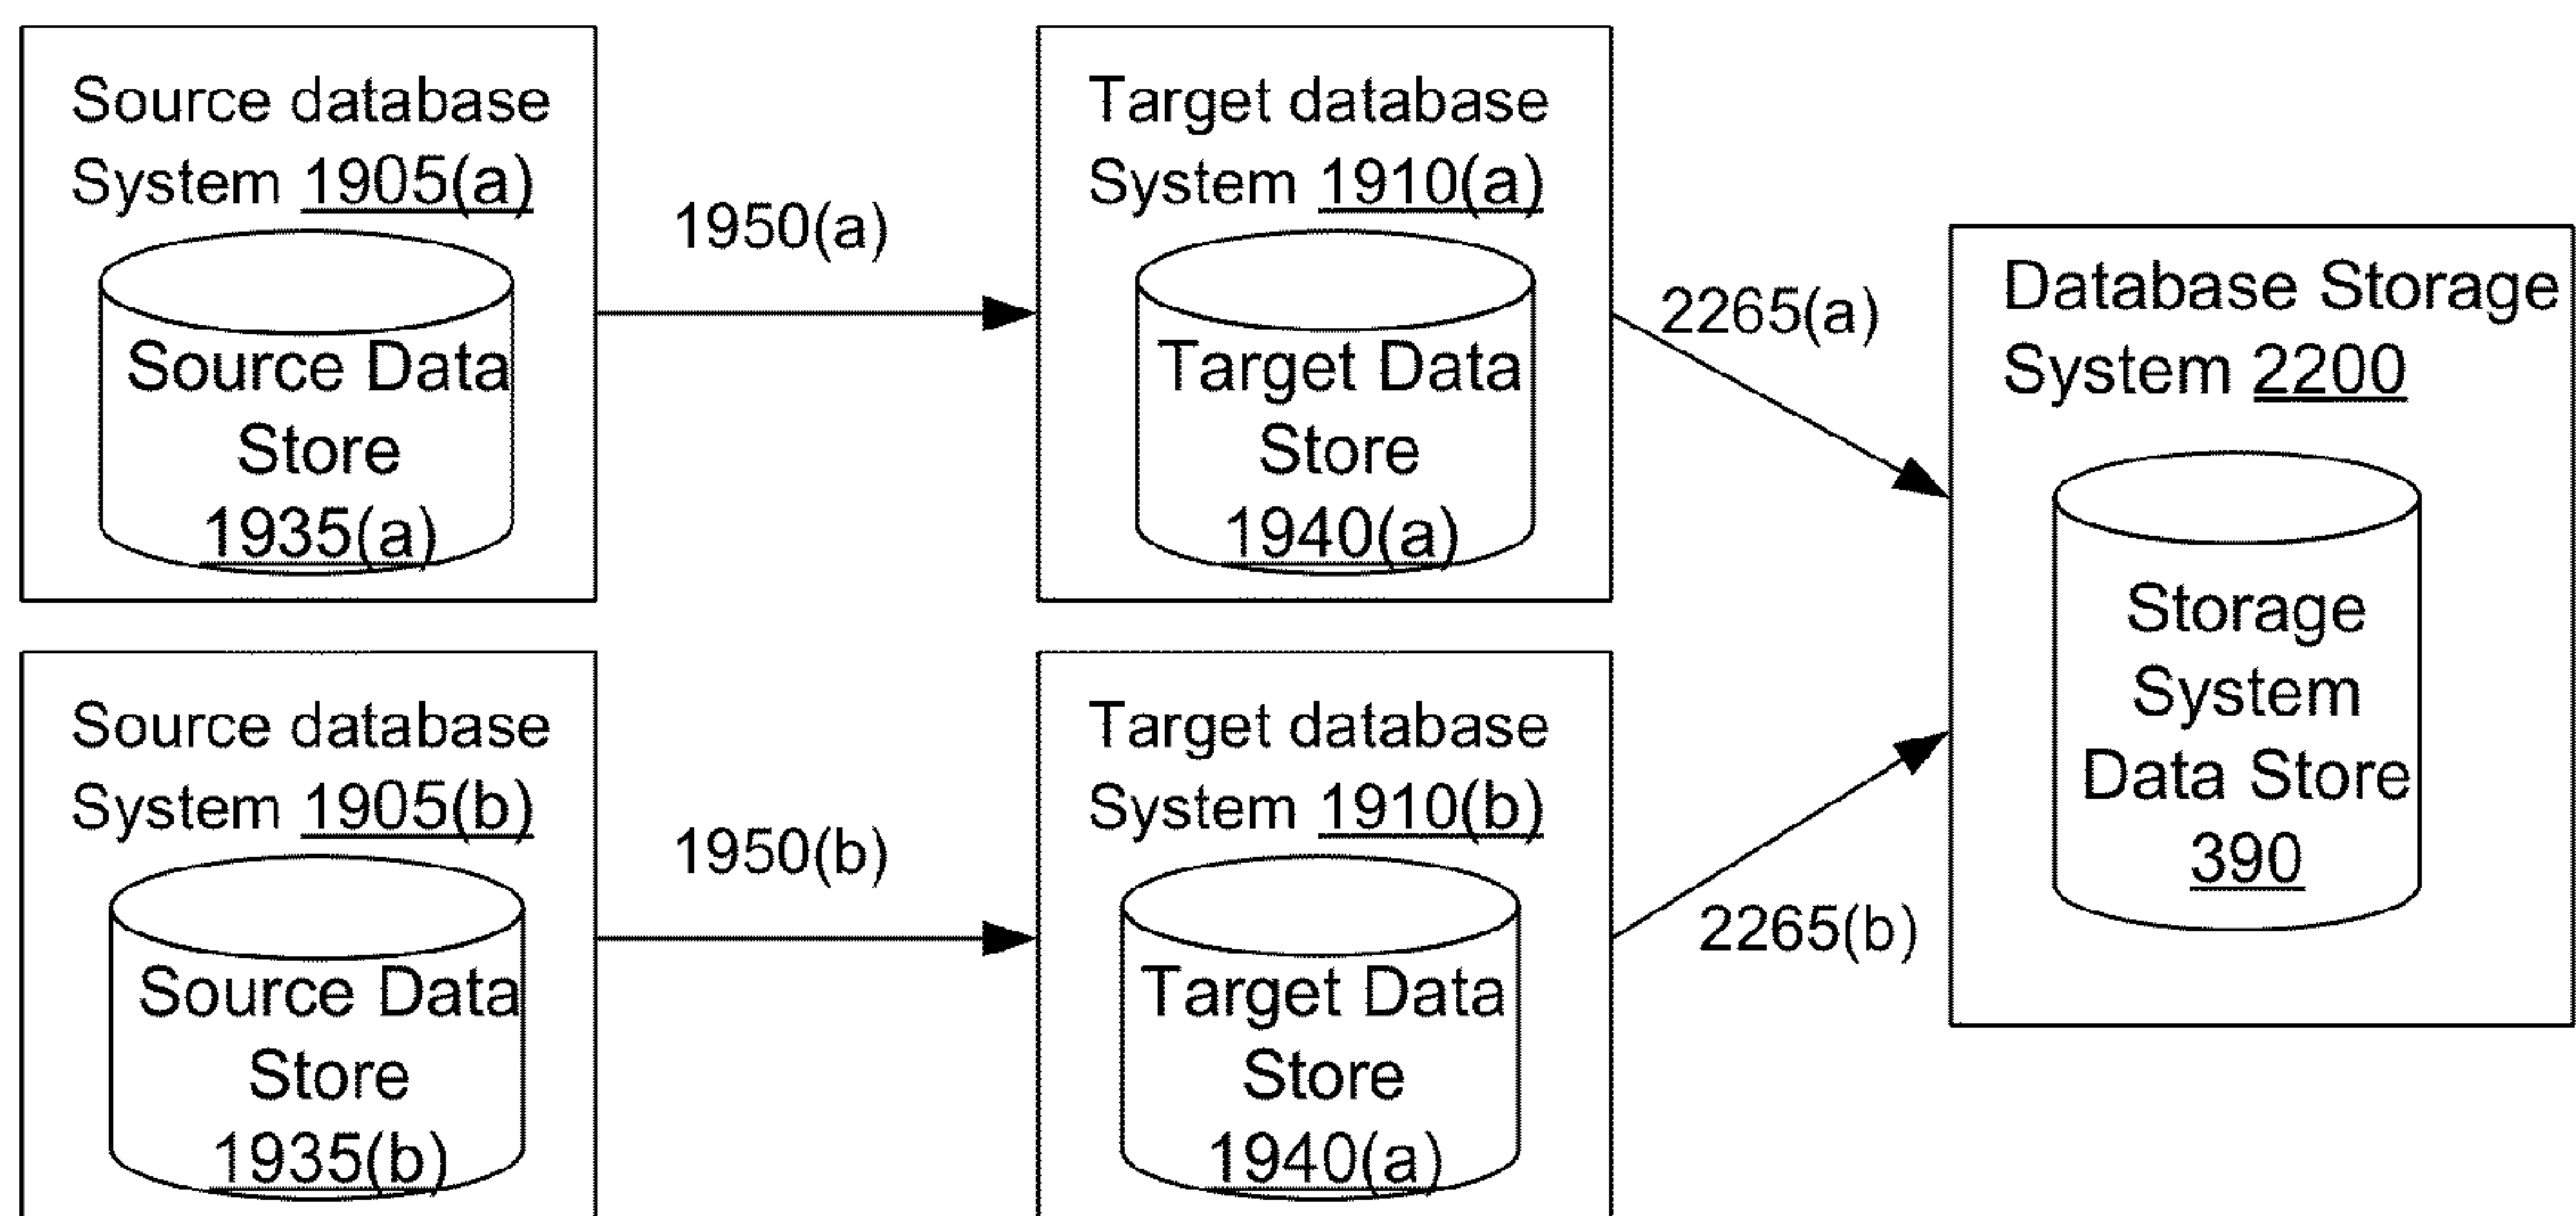 Source database
System 1905(a)
Source Data
Store
1935(a)
1950(a)
Target database
System 1910(a)
Target Data
Store
1940(a)
2265(a)
Database Storage
System 2200
Storage
System
Data Store
390
Source database
System 1905(b)
Source Data
Store
1935(b)
1950(b)
Target database
System 1910(b)
Target Data
Store
1940(a)
2265(b)